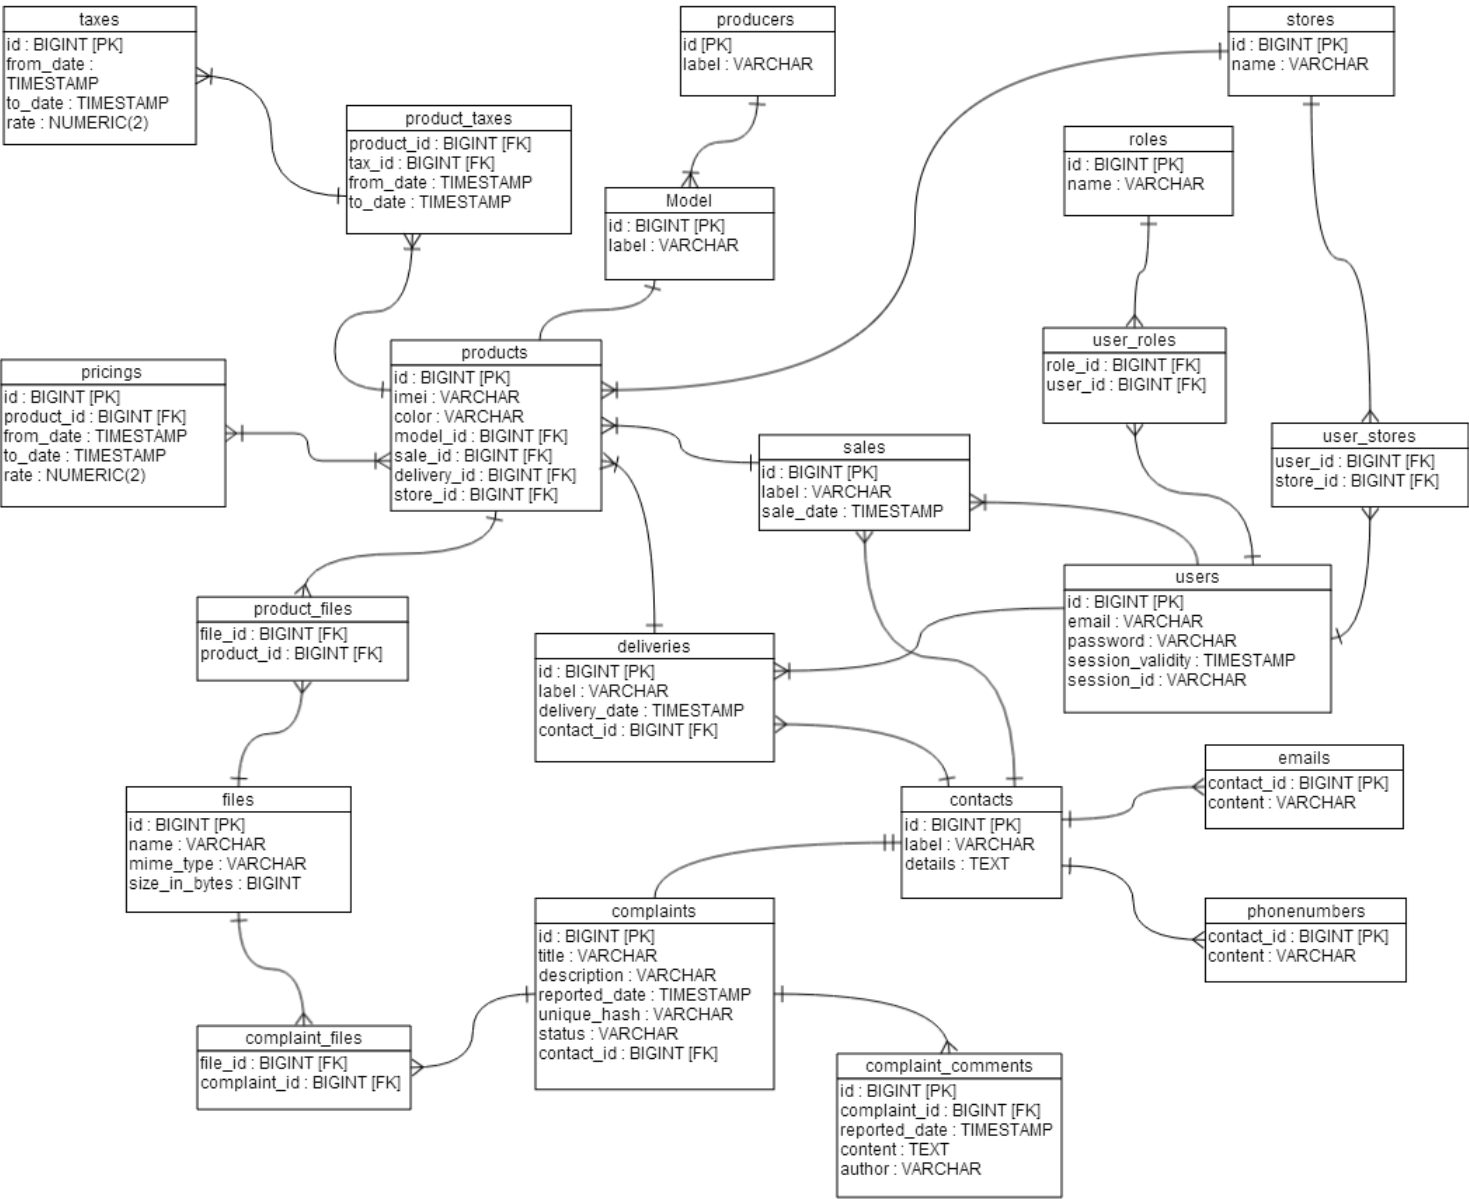 taxes
id : BIGINT [PK]
from_date :
TIMESTAMP
to_date : TIMESTAMP
rate : NUMERIC(2)
producers
id [PK]
label : VARCHAR
stores
id : BIGINT [PK]
name : VARCHAR
product_taxes
product_id : BIGINT [FK]
tax_id : BIGINT [FK]
from_date : TIMESTAMP
to_date : TIMESTAMP
roles
id : BIGINT [PK]
name : VARCHAR
Model
id : BIGINT [PK]
label : VARCHAR
user_roles
role_id : BIGINT [FK]
user_id : BIGINT [FK]
products
id : BIGINT [PK]
imei : VARCHAR
color : VARCHAR
model_id : BIGINT [FK]
sale_id : BIGINT [FK]
delivery_id : BIGINT [FK]
store_id : BIGINT [FK]
pricings
id : BIGINT [PK]
product_id : BIGINT [FK]
from_date : TIMESTAMP
to_date : TIMESTAMP
rate : NUMERIC(2)
user_stores
user_id : BIGINT [FK]
store_id : BIGINT [FK]
sales
id : BIGINT [PK]
label : VARCHAR
sale_date : TIMESTAMP
users
id : BIGINT [PK]
email : VARCHAR
password : VARCHAR
session_validity : TIMESTAMP
session_id : VARCHAR
product_files
file_id : BIGINT [FK]
product_id : BIGINT [FK]
deliveries
id : BIGINT [PK]
label : VARCHAR
delivery_date : TIMESTAMP
contact_id : BIGINT [FK]
emails
contact_id : BIGINT [PK]
content : VARCHAR
files
id : BIGINT [PK]
name : VARCHAR
mime_type : VARCHAR
size_in_bytes : BIGINT
contacts
id : BIGINT [PK]
label : VARCHAR
details : TEXT
phonenumbers
contact_id : BIGINT [PK]
content : VARCHAR
complaints
id : BIGINT [PK]
title : VARCHAR
description : VARCHAR
reported_date : TIMESTAMP
unique_hash : VARCHAR
status : VARCHAR
contact_id : BIGINT [FK]
complaint_files
file_id : BIGINT [FK]
complaint_id : BIGINT [FK]
complaint_comments
id : BIGINT [PK]
complaint_id : BIGINT [FK]
reported_date : TIMESTAMP
content : TEXT
author : VARCHAR